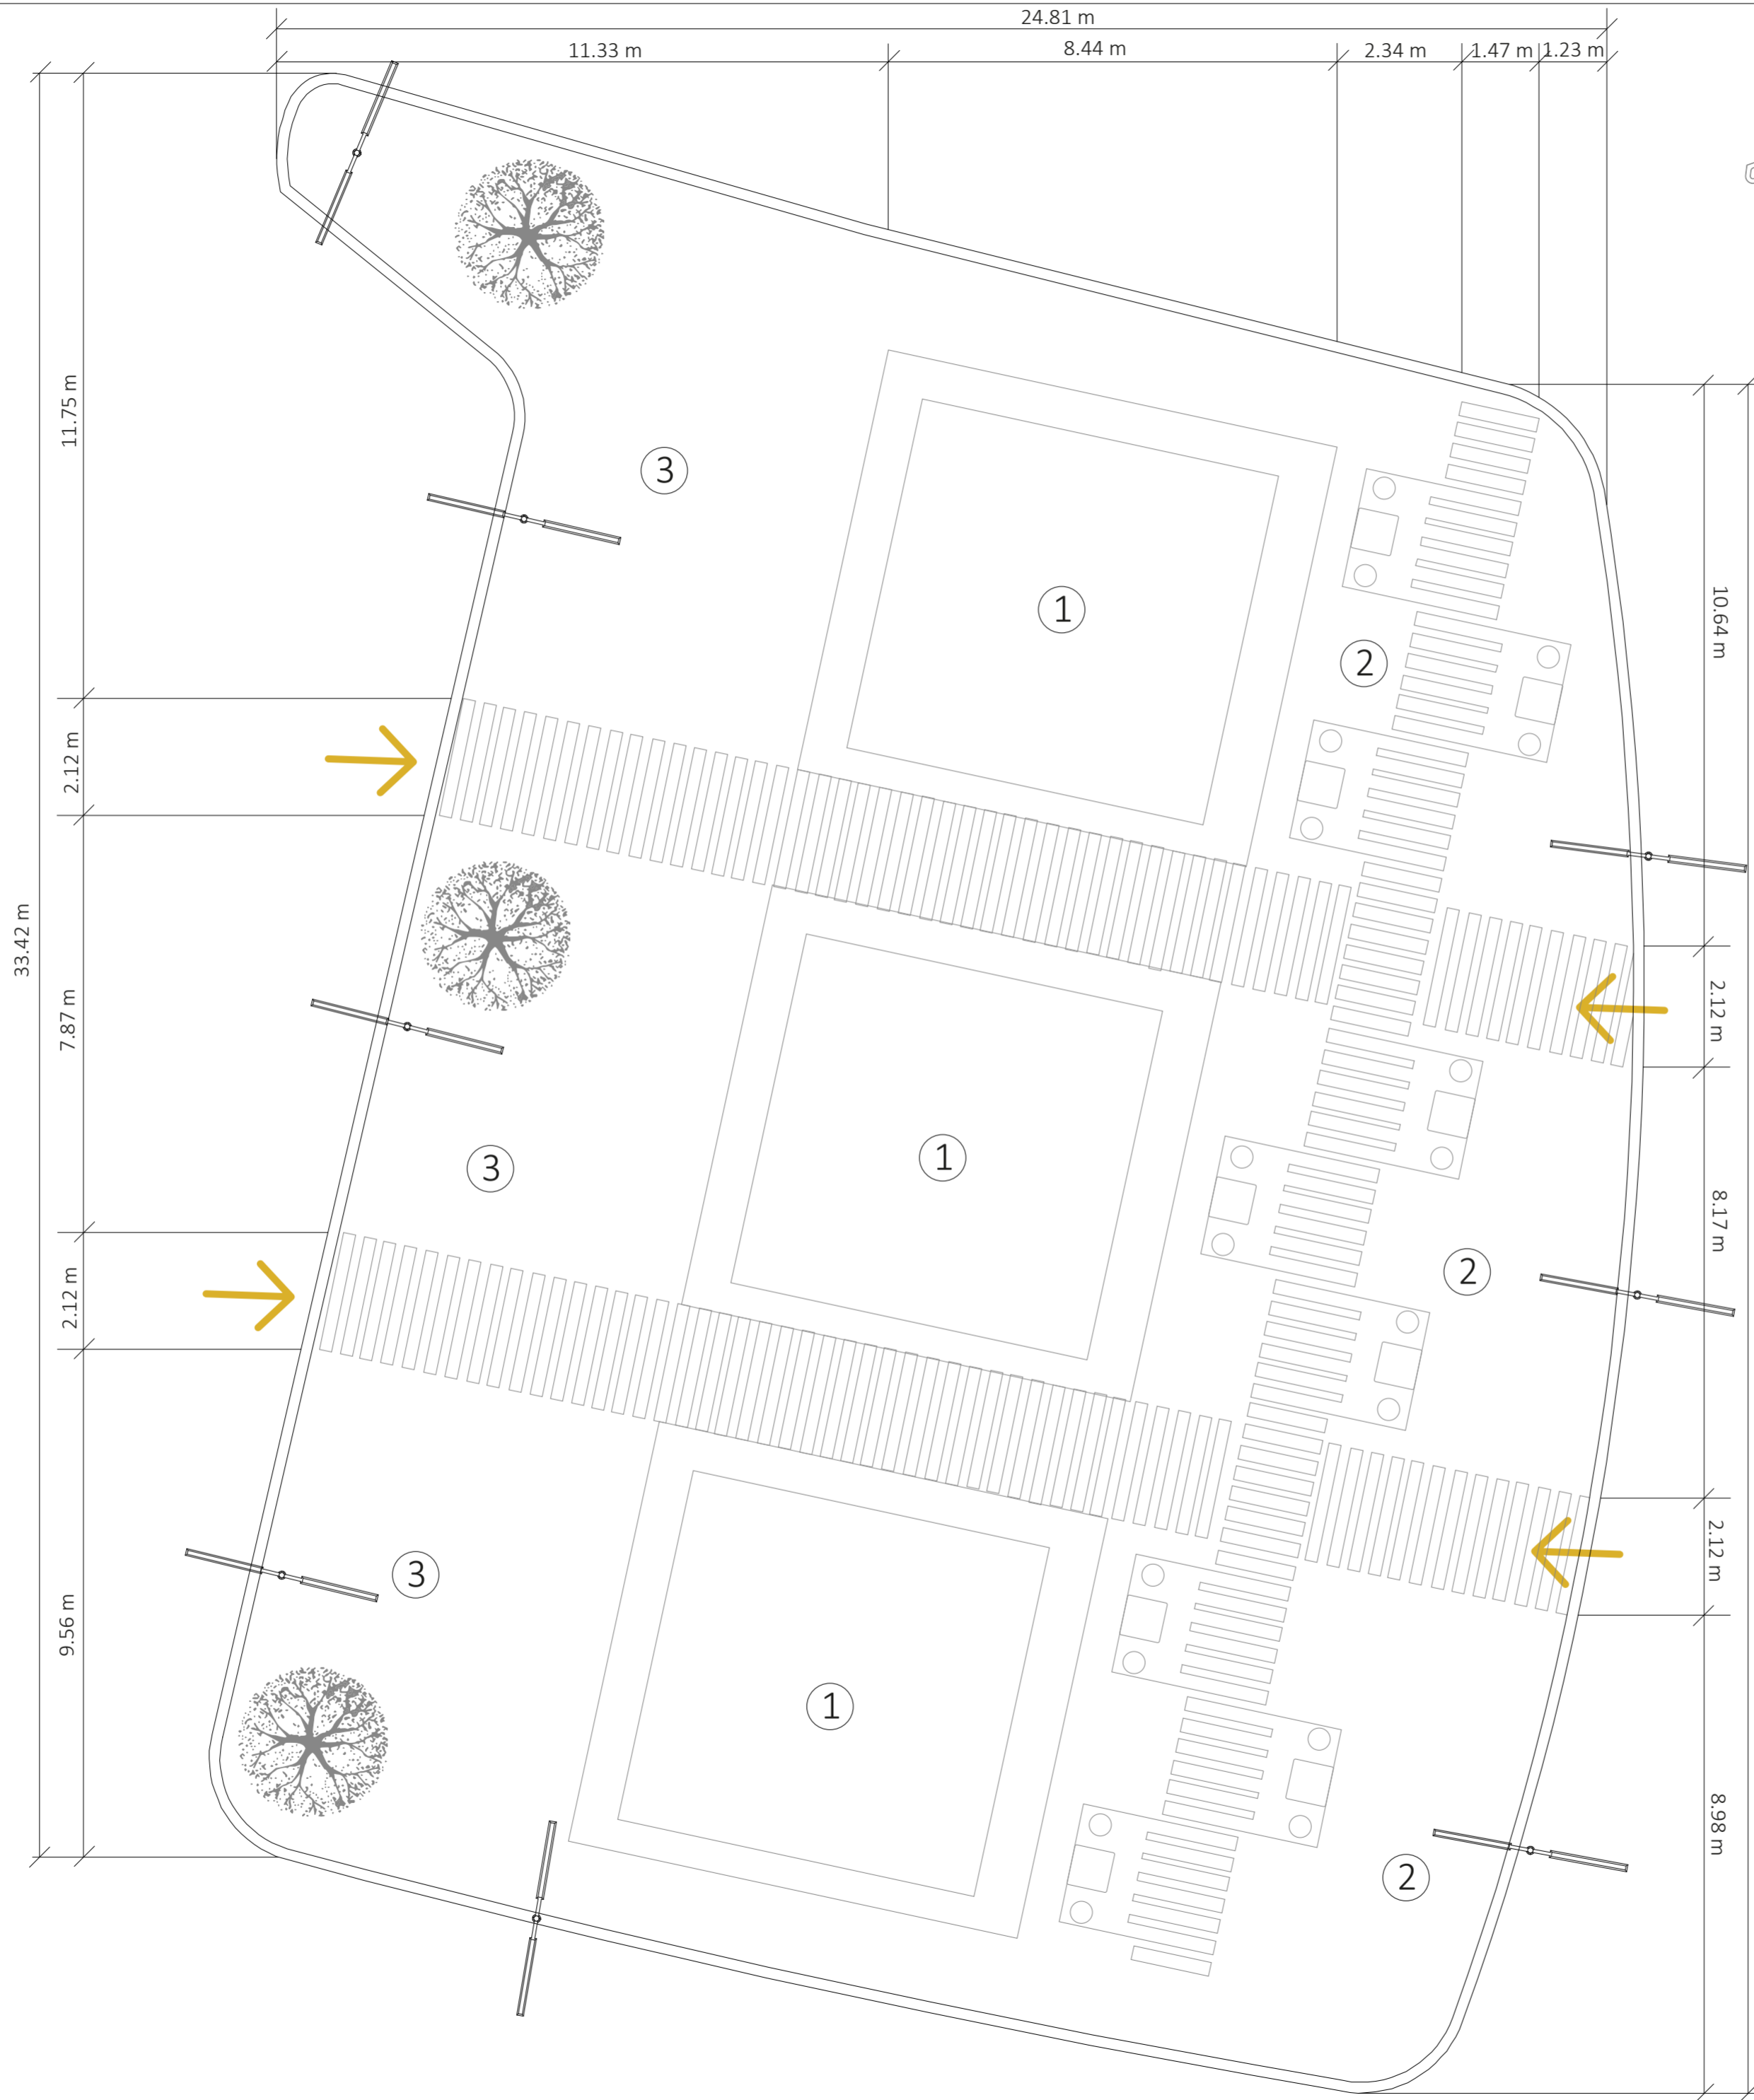 24.81 m
11.33 m
8.44 m
2.34 m
1.47 m
1.23 m
11.75 m
3
1
10.64 m
2
2.12 m
33.42 m
7.87 m
2.12 m
3
1
8.17 m
2
2.12 m
2.12 m
3
9.56 m
1
8.98 m
2